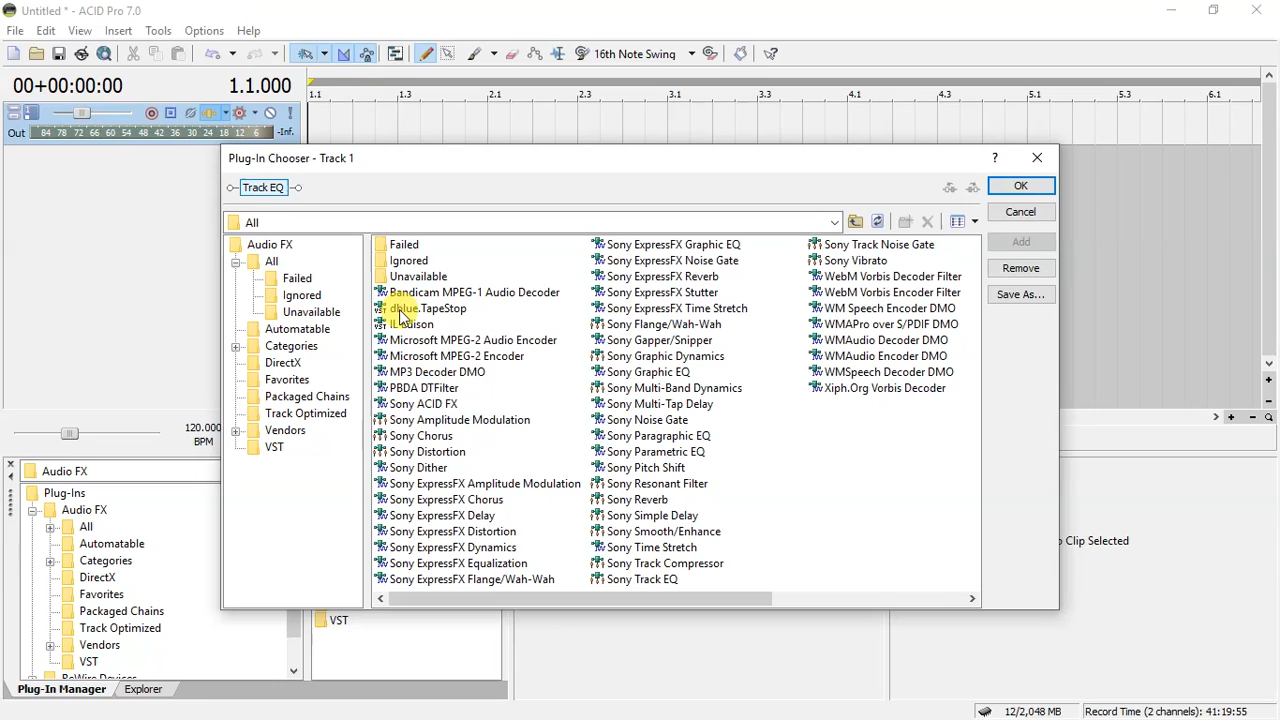 Untitled * - ACID Pro 7.0
File Edit View Insert Tools Options Help
16th Note Swing
00+00:00:00 1.1.000
1.1 1.3 2.1 2.3 3.1 3.3 4.1 4.3 5.1 5.3 6.1
Out 84 78 72 66 60 54 48 42 36 30 24 18 12 6 -Inf.
Plug-In Chooser - Track 1
Track EQ
OK
All
Cancel
Add
Remove
Save As...
Audio FX
All
Failed
Ignored
Unavailable
Automatable
Categories
DirectX
Favorites
Packaged Chains
Track Optimized
Vendors
VST
Failed
Ignored
Unavailable
Bandicam MPEG-1 Audio Decoder
dblue.TapeStop
Microsoft MPEG-2 Audio Encoder
Microsoft MPEG-2 Encoder
MP3 Decoder DMO
PBDA DTFilter
Sony ACID FX
Sony Amplitude Modulation
Sony Chorus
Sony Distortion
Sony Dither
Sony ExpressFX Amplitude Modulation
Sony ExpressFX Chorus
Sony ExpressFX Delay
Sony ExpressFX Distortion
Sony ExpressFX Dynamics
Sony ExpressFX Equalization
Sony ExpressFX Flange/Wah-Wah
Sony ExpressFX Graphic EQ
Sony ExpressFX Noise Gate
Sony ExpressFX Reverb
Sony ExpressFX Stutter
Sony ExpressFX Time Stretch
Sony Flange/Wah-Wah
Sony Gapper/Snipper
Sony Graphic Dynamics
Sony Graphic EQ
Sony Multi-Band Dynamics
Sony Multi-Tap Delay
Sony Noise Gate
Sony Paragraphic EQ
Sony Parametric EQ
Sony Pitch Shift
Sony Resonant Filter
Sony Reverb
Sony Simple Delay
Sony Smooth/Enhance
Sony Time Stretch
Sony Track Compressor
Sony Track EQ
Sony Track Noise Gate
Sony Vibrato
WebM Vorbis Decoder Filter
WebM Vorbis Encoder Filter
WM Speech Encoder DMO
WMAPro over S/PDIF DMO
WMAudio Decoder DMO
WMAudio Encoder DMO
WMSpeech Decoder DMO
Xiph.Org Vorbis Decoder
120.000
BPM
Audio FX
Plug-Ins
Audio FX
All
Automatable
Categories
DirectX
Favorites
Packaged Chains
Track Optimized
Vendors
VST
ReWire Devices
VST
Clip Selected
Plug-In Manager Explorer
12/2,048 MB Record Time (2 channels): 41:19:55